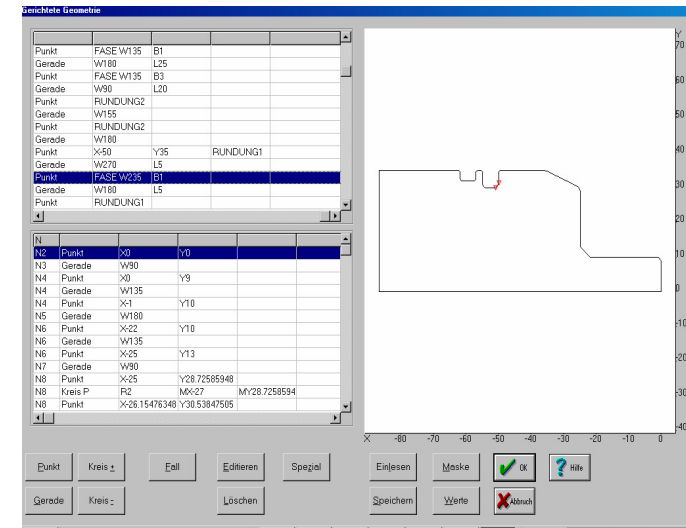 Gerichtete Geometrie
Punkt FASE W135 B1
Gerade W180 L25
Punkt FASE W135 B3
Gerade W90 L20
Punkt RUNDUNG2
Gerade W155
Punkt RUNDUNG2
Gerade W180
Punkt X-50 Y35 RUNDUNG1
Gerade W270 L5
Punkt FASE W235 B1
Gerade W180 L5
Punkt RUNDUNG1
N
N2 Punkt X0 Y0
N3 Gerade W90
N4 Punkt X0 Y9
N4 Gerade W135
N4 Punkt X-1 Y10
N5 Gerade W180
N6 Punkt X-22 Y10
N6 Gerade W135
N6 Punkt X-25 Y13
N7 Gerade W90
N8 Punkt X-25 Y28.72585948
N8 Kreis P R2 MX-27 MY28.7258594
N8 Punkt X-26.15476348 Y30.53847505
Y
70
60
50
40
30
20
10
0
-10
-20
-30
-40
X -80 -70 -60 -50 -40 -30 -20 -10 0
Punkt Kreis + Fall Editieren Spezial Einlesen Maske OK Hilfe
Gerade Kreis - Löschen Speichern Werte Abbruch